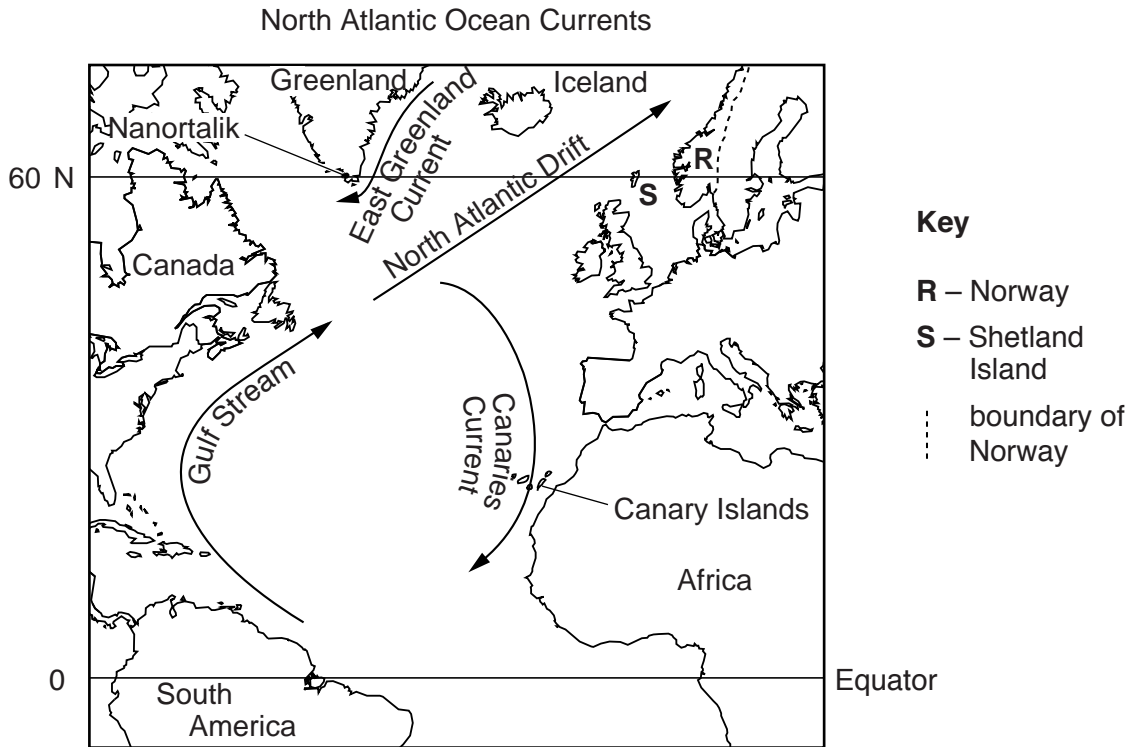 North Atlantic Ocean Currents
Greenland
Iceland
Nanortalik
East Greenland
Current
60 N
R
S
North Atlantic Drift
Canada
Gulf Stream
Canaries
Current
Canary Islands
Africa
0
Equator
South
America
Key
R – Norway
S – Shetland
Island
boundary of
Norway